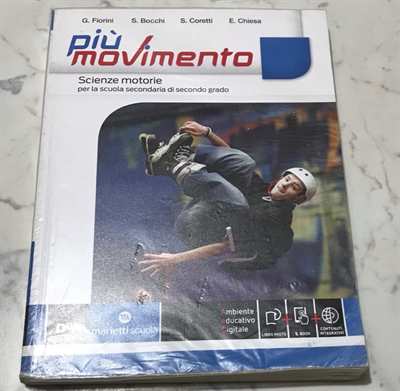 G. Fiorini S. Bocchi S. Coretti E. Chiesa
più
movimento
Scienze motorie
per la scuola secondaria di secondo grado
marietti scuola
Ambiente
Educativo
Digitale
LIBRO MISTO
E-BOOK
CONTENUTI
INTEGRATIVI